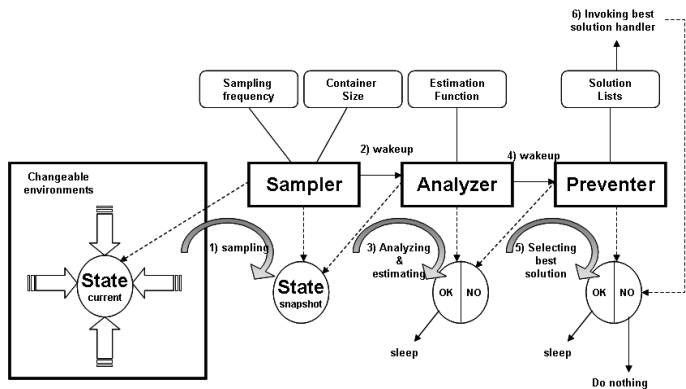 6) Invoking best
solution handler
Sampling
frequency
Container
Size
Estimation
Function
Solution
Lists
2) wakeup
4) wakeup
Changeable
environments
Sampler
Analyzer
Preventer
1) sampling
3) Analyzing
&
estimating
5) Selecting
best
solution
State
current
State
snapshot
OK
NO
OK
NO
sleep
sleep
Do nothing